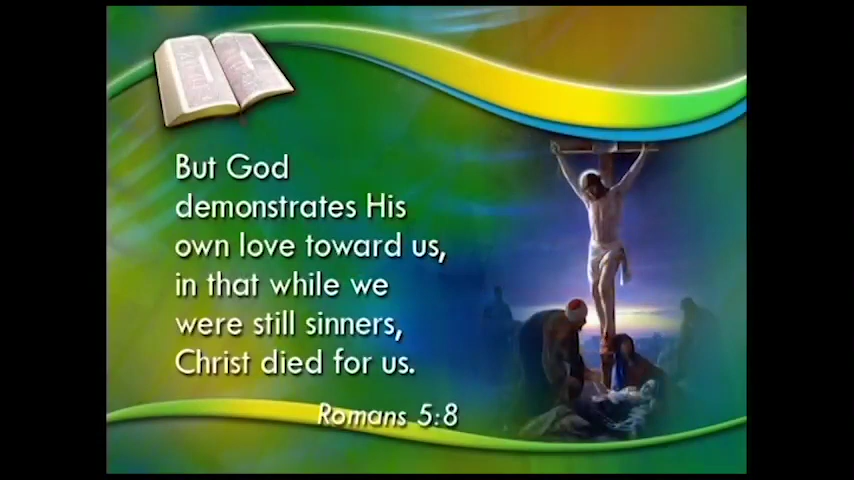 But God
demonstrates His
own love toward us,
in that while we
were still sinners,
Christ died for us.
Romans 5:8